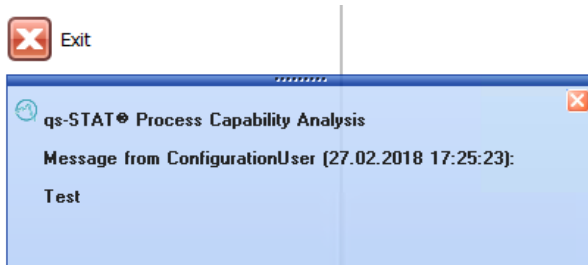 Exit
qs-STAT® Process Capability Analysis
Message from ConfigurationUser (27.02.2018 17:25:23):
Test